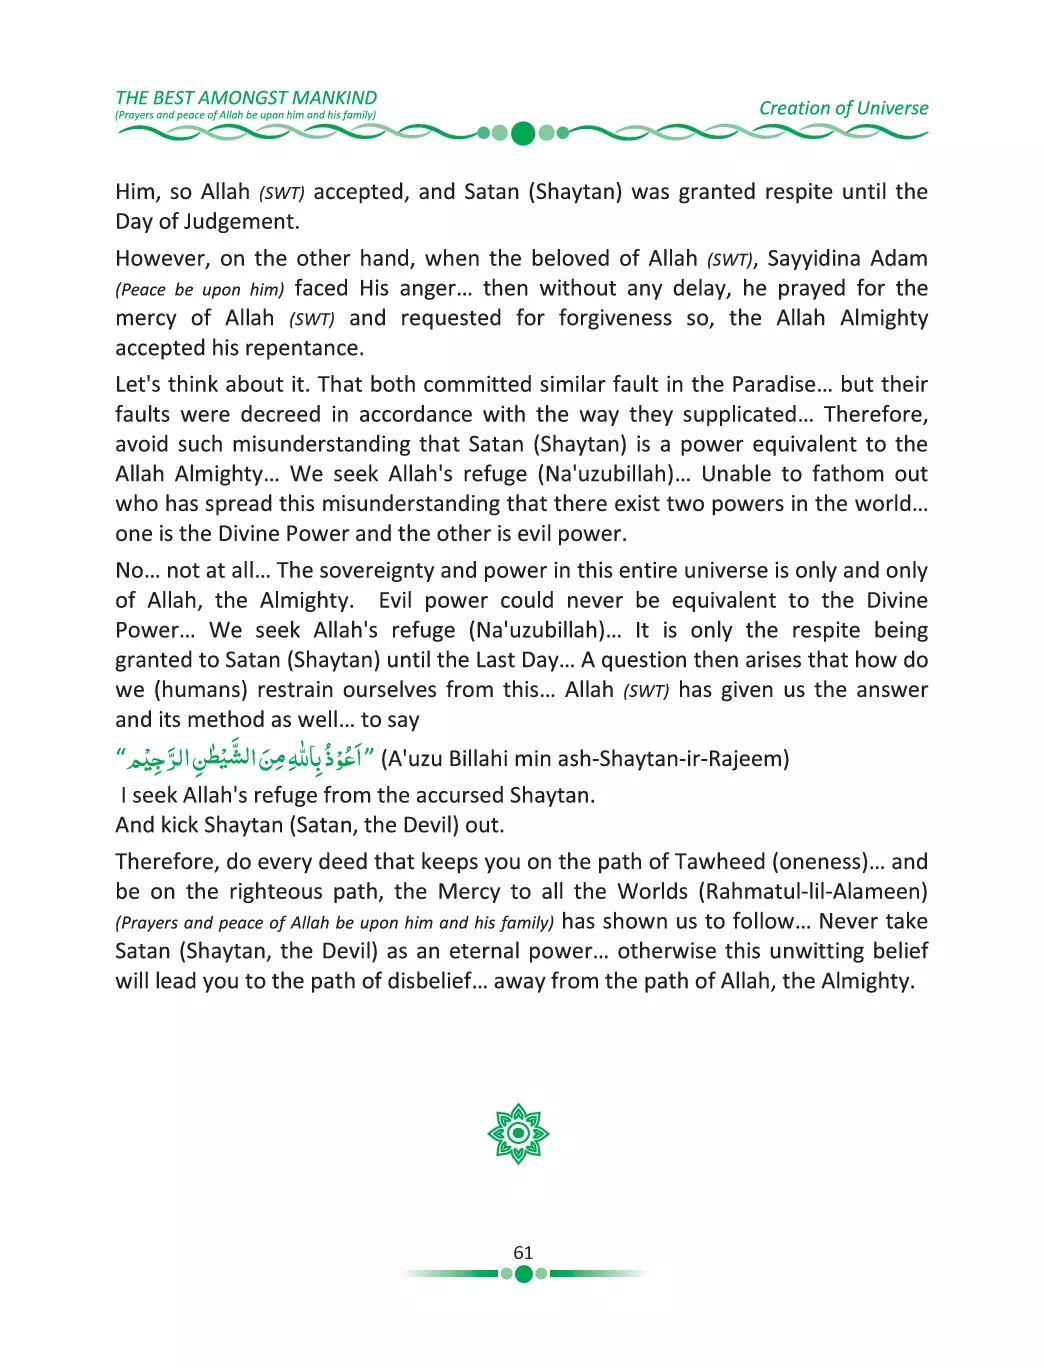 THE BEST AMONGST MANKIND
(Prayers and peace of Allah be upon him and his family)
Creation of Universe
Him, so Allah (SWT) accepted, and Satan (Shaytan) was granted respite until the
Day of Judgement.
However, on the other hand, when the beloved of Allah (SWT), Sayyidina Adam
(Peace be upon him) faced His anger… then without any delay, he prayed for the
mercy of Allah (SWT) and requested for forgiveness so, the Allah Almighty
accepted his repentance.
Let's think about it. That both committed similar fault in the Paradise… but their
faults were decreed in accordance with the way they supplicated… Therefore,
avoid such misunderstanding that Satan (Shaytan) is a power equivalent to the
Allah Almighty… We seek Allah's refuge (Na'uzubillah)… Unable to fathom out
who has spread this misunderstanding that there exist two powers in the world…
one is the Divine Power and the other is evil power.
No… not at all… The sovereignty and power in this entire universe is only and only
of Allah, the Almighty.  Evil power could never be equivalent to the Divine
Power… We seek Allah's refuge (Na'uzubillah)… It is only the respite being
granted to Satan (Shaytan) until the Last Day… A question then arises that how do
we (humans) restrain ourselves from this… Allah (SWT) has given us the answer
and its method as well… to say
“اَعُوْذُ بِاللّٰهِ مِنَ الشَّيْطٰنِ الرَّجِيْم” (A'uzu Billahi min ash-Shaytan-ir-Rajeem)
I seek Allah's refuge from the accursed Shaytan.
And kick Shaytan (Satan, the Devil) out.
Therefore, do every deed that keeps you on the path of Tawheed (oneness)… and
be on the righteous path, the Mercy to all the Worlds (Rahmatul-lil-Alameen)
(Prayers and peace of Allah be upon him and his family) has shown us to follow… Never take
Satan (Shaytan, the Devil) as an eternal power… otherwise this unwitting belief
will lead you to the path of disbelief… away from the path of Allah, the Almighty.
61